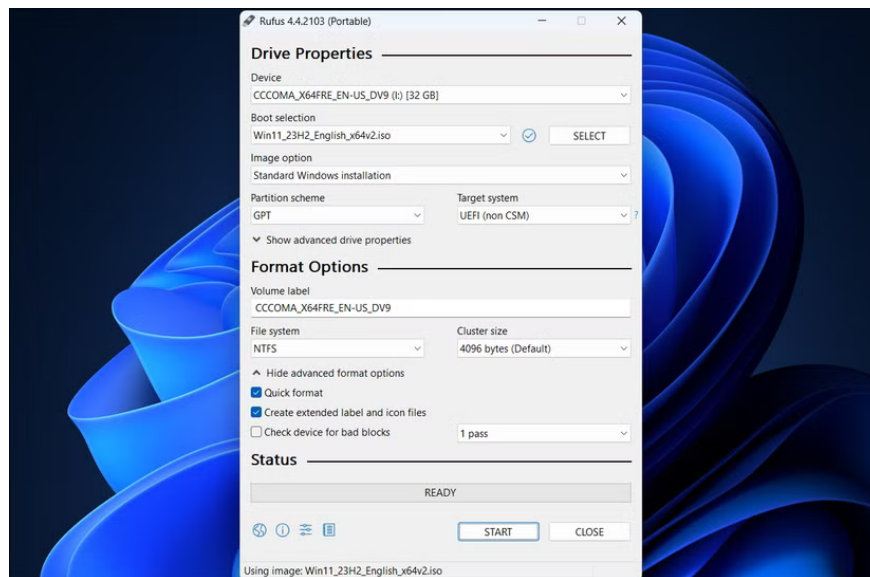 Rufus 4.4.2103 (Portable)
Drive Properties
Device
CCCOMA_X64FRE_EN-US_DV9 (I:) [32 GB]
Boot selection
Win11_23H2_English_x64v2.iso
SELECT
Image option
Standard Windows installation
Partition scheme
Target system
GPT
UEFI (non CSM)
?
Show advanced drive properties
Format Options
Volume label
CCCOMA_X64FRE_EN-US_DV9
File system
Cluster size
NTFS
4096 bytes (Default)
Hide advanced format options
Quick format
Create extended label and icon files
Check device for bad blocks
1 pass
Status
READY
START
CLOSE
Using image: Win11_23H2_English_x64v2.iso